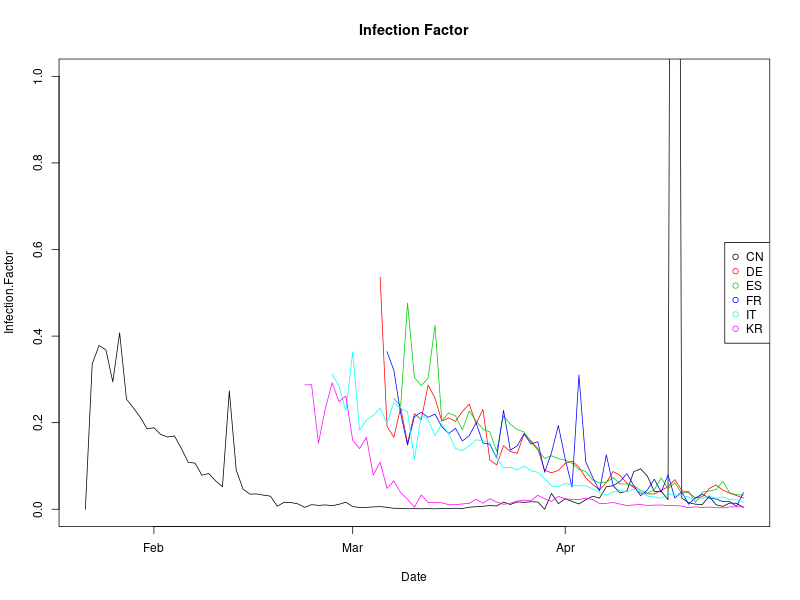 Infection Factor
Infection.Factor
1.0
0.8
0.6
0.4
0.2
0.0
CN
DE
ES
FR
IT
KR
Feb
Mar
Apr
Date